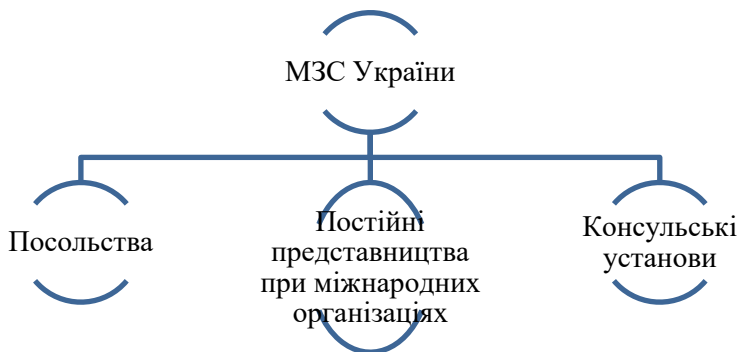 МЗС України
Посольства
Постійні
представництва
при міжнародних
організаціях
Консульські
установи